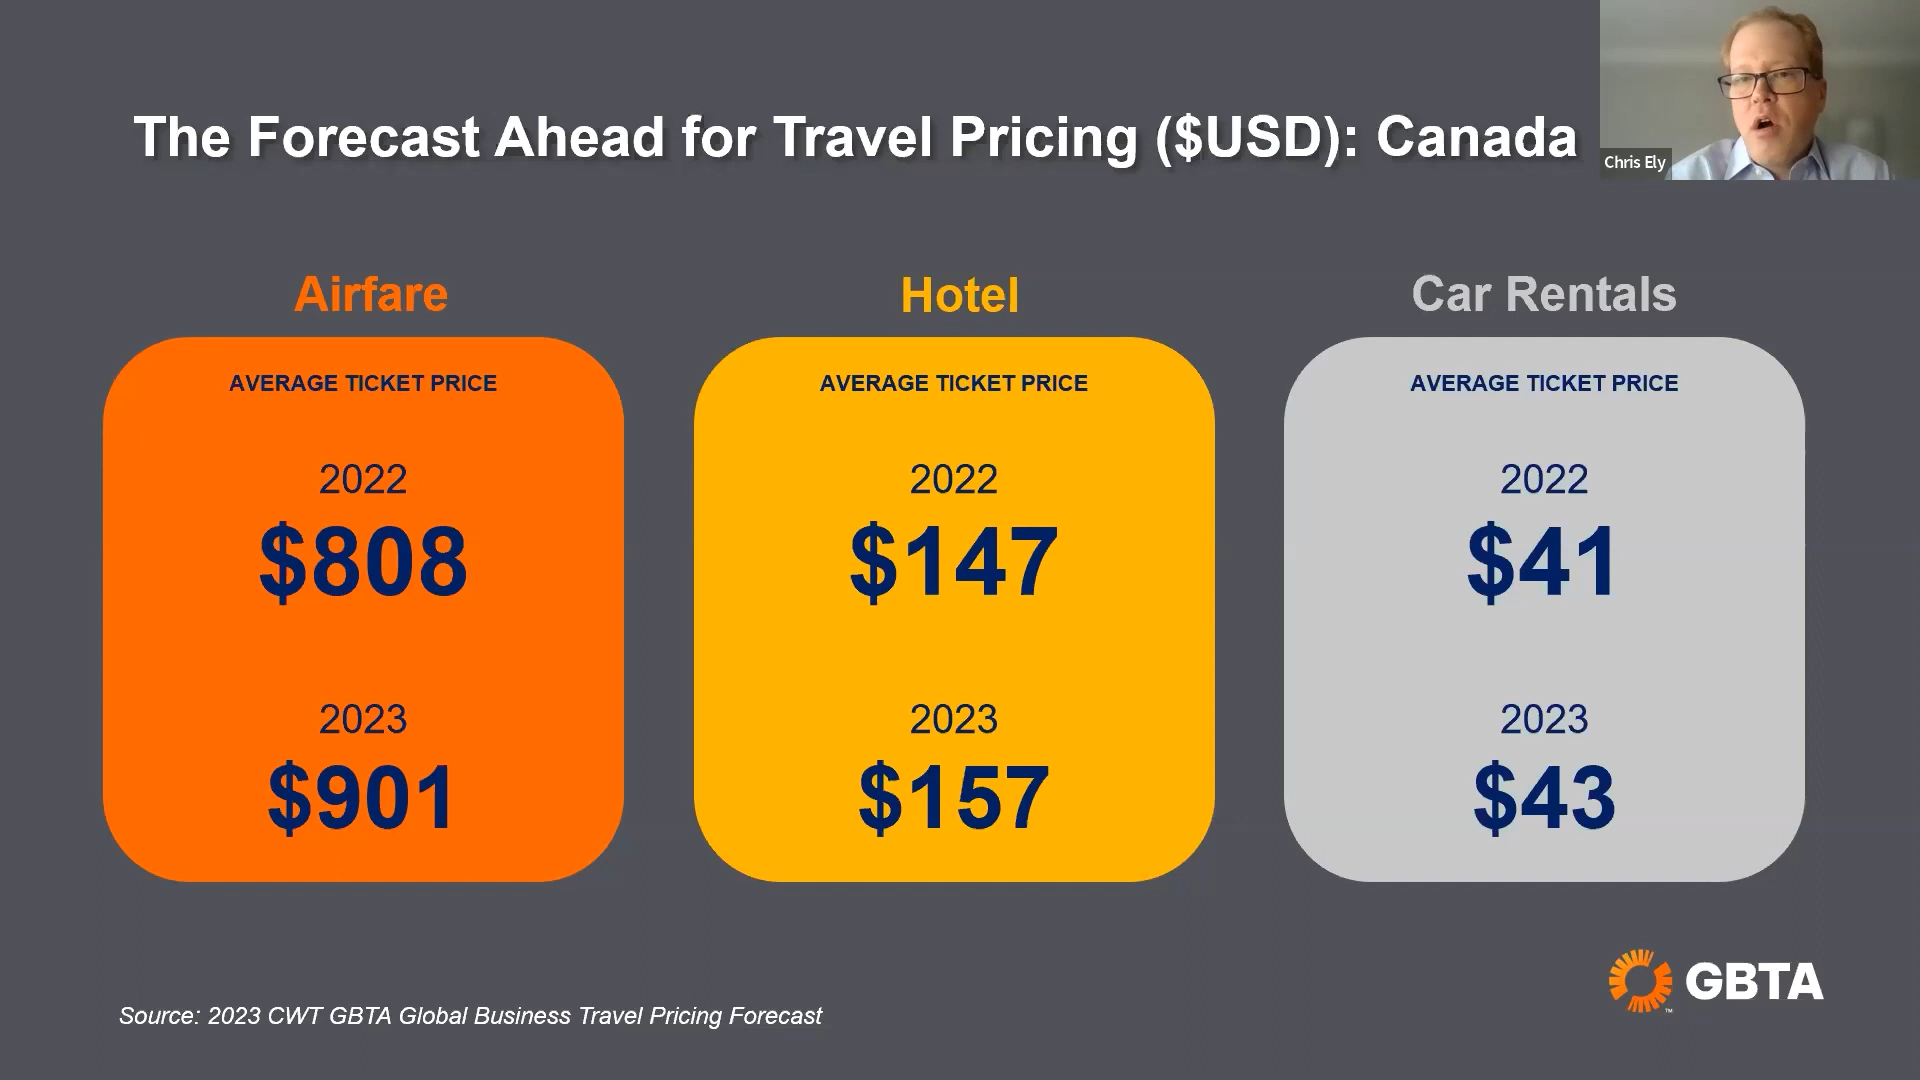 The Forecast Ahead for Travel Pricing ($USD): Canada
Chris Ely
Airfare
AVERAGE TICKET PRICE
2022
$808
2023
$901
Hotel
AVERAGE TICKET PRICE
2022
$147
2023
$157
Car Rentals
AVERAGE TICKET PRICE
2022
$41
2023
$43
Source: 2023 CWT GBTA Global Business Travel Pricing Forecast
GBTA
TM